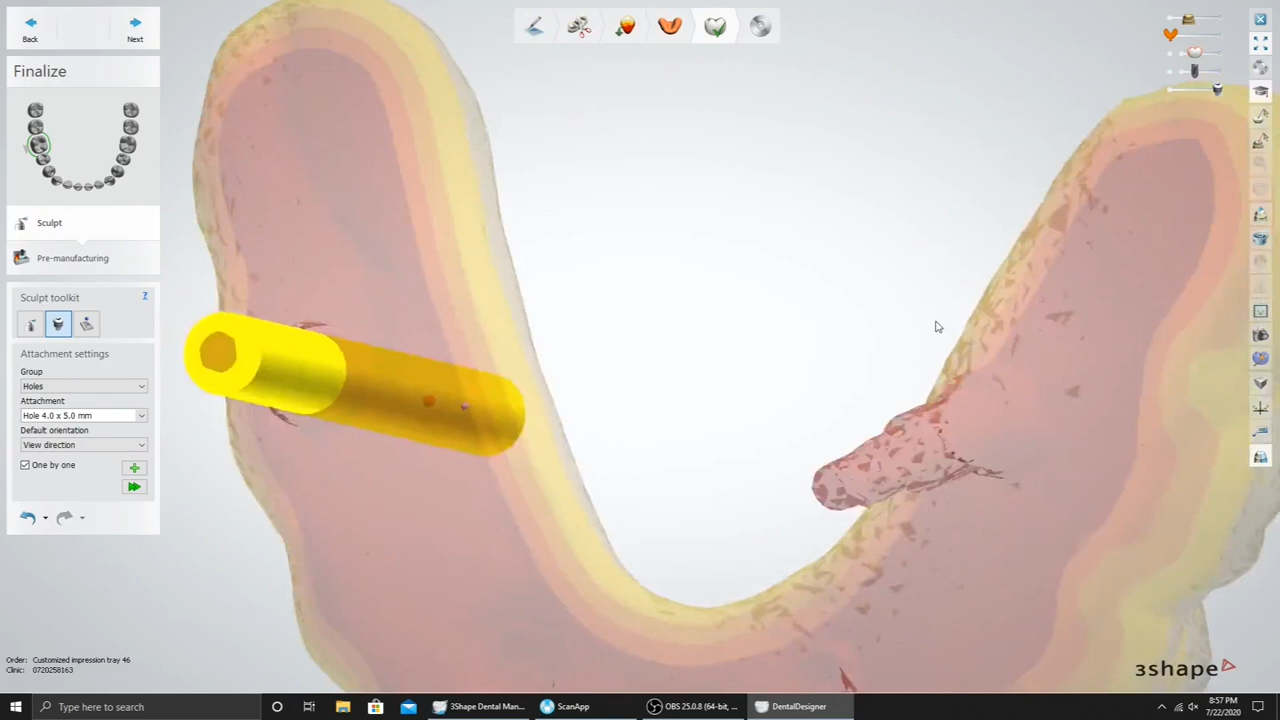 Back
Next
Finalize
Sculpt
Pre-manufacturing
Sculpt toolkit
?
Attachment settings
Group
Holes
Attachment
Hole 4.0 x 5.0 mm
Default orientation
View direction
One by one
Order: Customized impression tray 46
Clinic: 0720258163
3shape
Type here to search
3Shape Dental Man...
ScanApp
OBS 25.0.8 (64-bit, ...
DentalDesigner
8:57 PM
7/22/2020